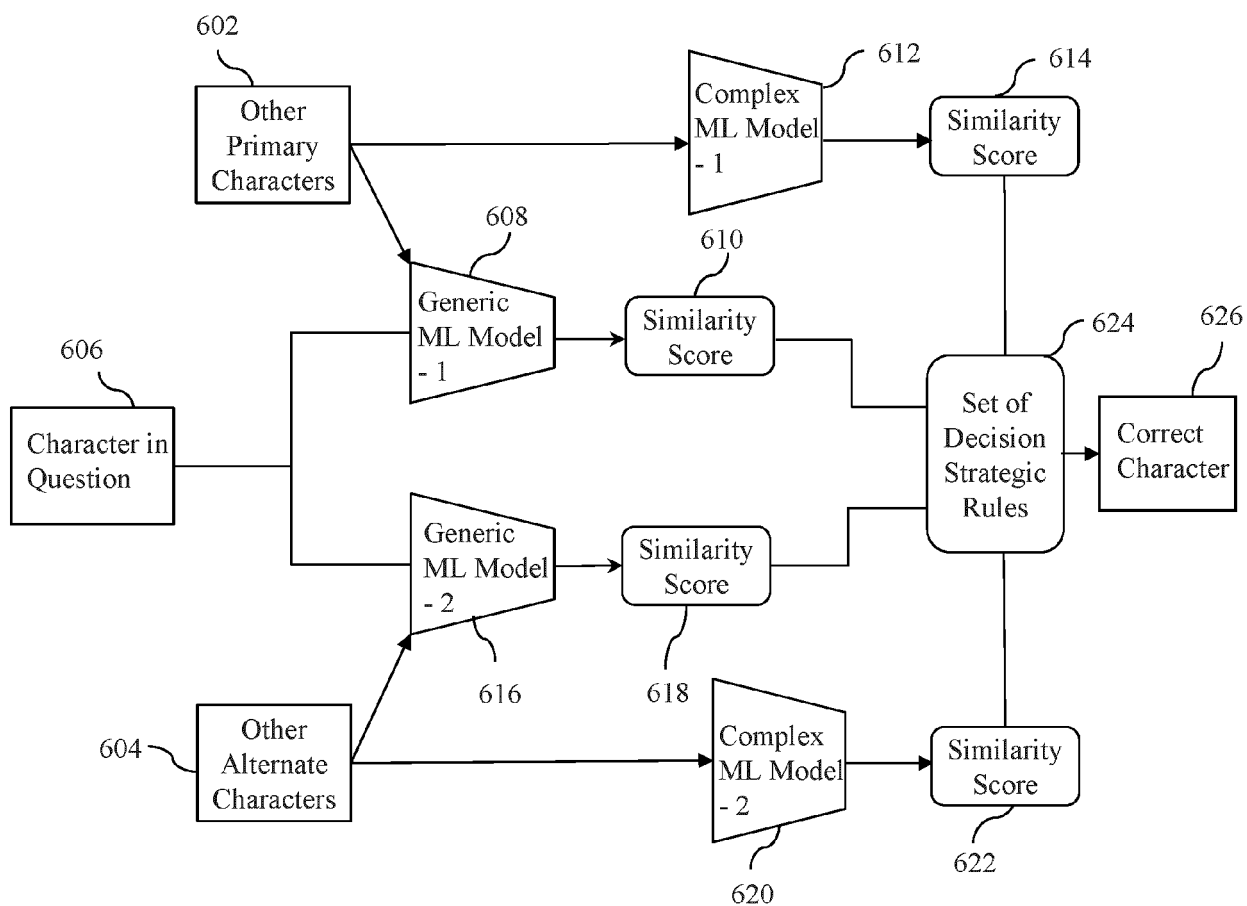 602
Other
Primary
Characters
612
Complex
ML Model
- 1
614
Similarity
Score
608
Generic
ML Model
- 1
610
Similarity
Score
606
Character in
Question
624
Set of
Decision
Strategic
Rules
626
Correct
Character
Generic
ML Model
- 2
616
Similarity
Score
618
604
Other
Alternate
Characters
Complex
ML Model
- 2
620
Similarity
Score
622